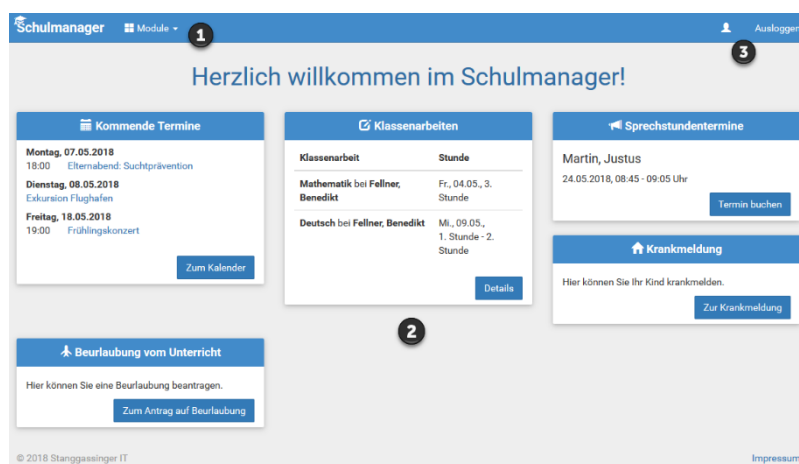 Schulmanager Module 1 3 Ausloggen
Herzlich willkommen im Schulmanager!
Kommende Termine
Montag, 07.05.2018
18:00 Elternabend: Suchtprävention
Dienstag, 08.05.2018
Exkursion Flughafen
Freitag, 18.05.2018
19:00 Frühlingskonzert
Zum Kalender
Klassenarbeiten
Klassenarbeit Stunde
Mathematik bei Fellner, Fr., 04.05., 3.
Benedikt Stunde
Deutsch bei Fellner, Benedikt Mi., 09.05.,
1. Stunde - 2.
Stunde
Details
Sprechstundentermine
Martin, Justus
24.05.2018, 08:45 - 09:05 Uhr
Termin buchen
Krankmeldung
Hier können Sie Ihr Kind krankmelden.
Zur Krankmeldung
2
Beurlaubung vom Unterricht
Hier können Sie eine Beurlaubung beantragen.
Zum Antrag auf Beurlaubung
© 2018 Stanggassinger IT Impressum